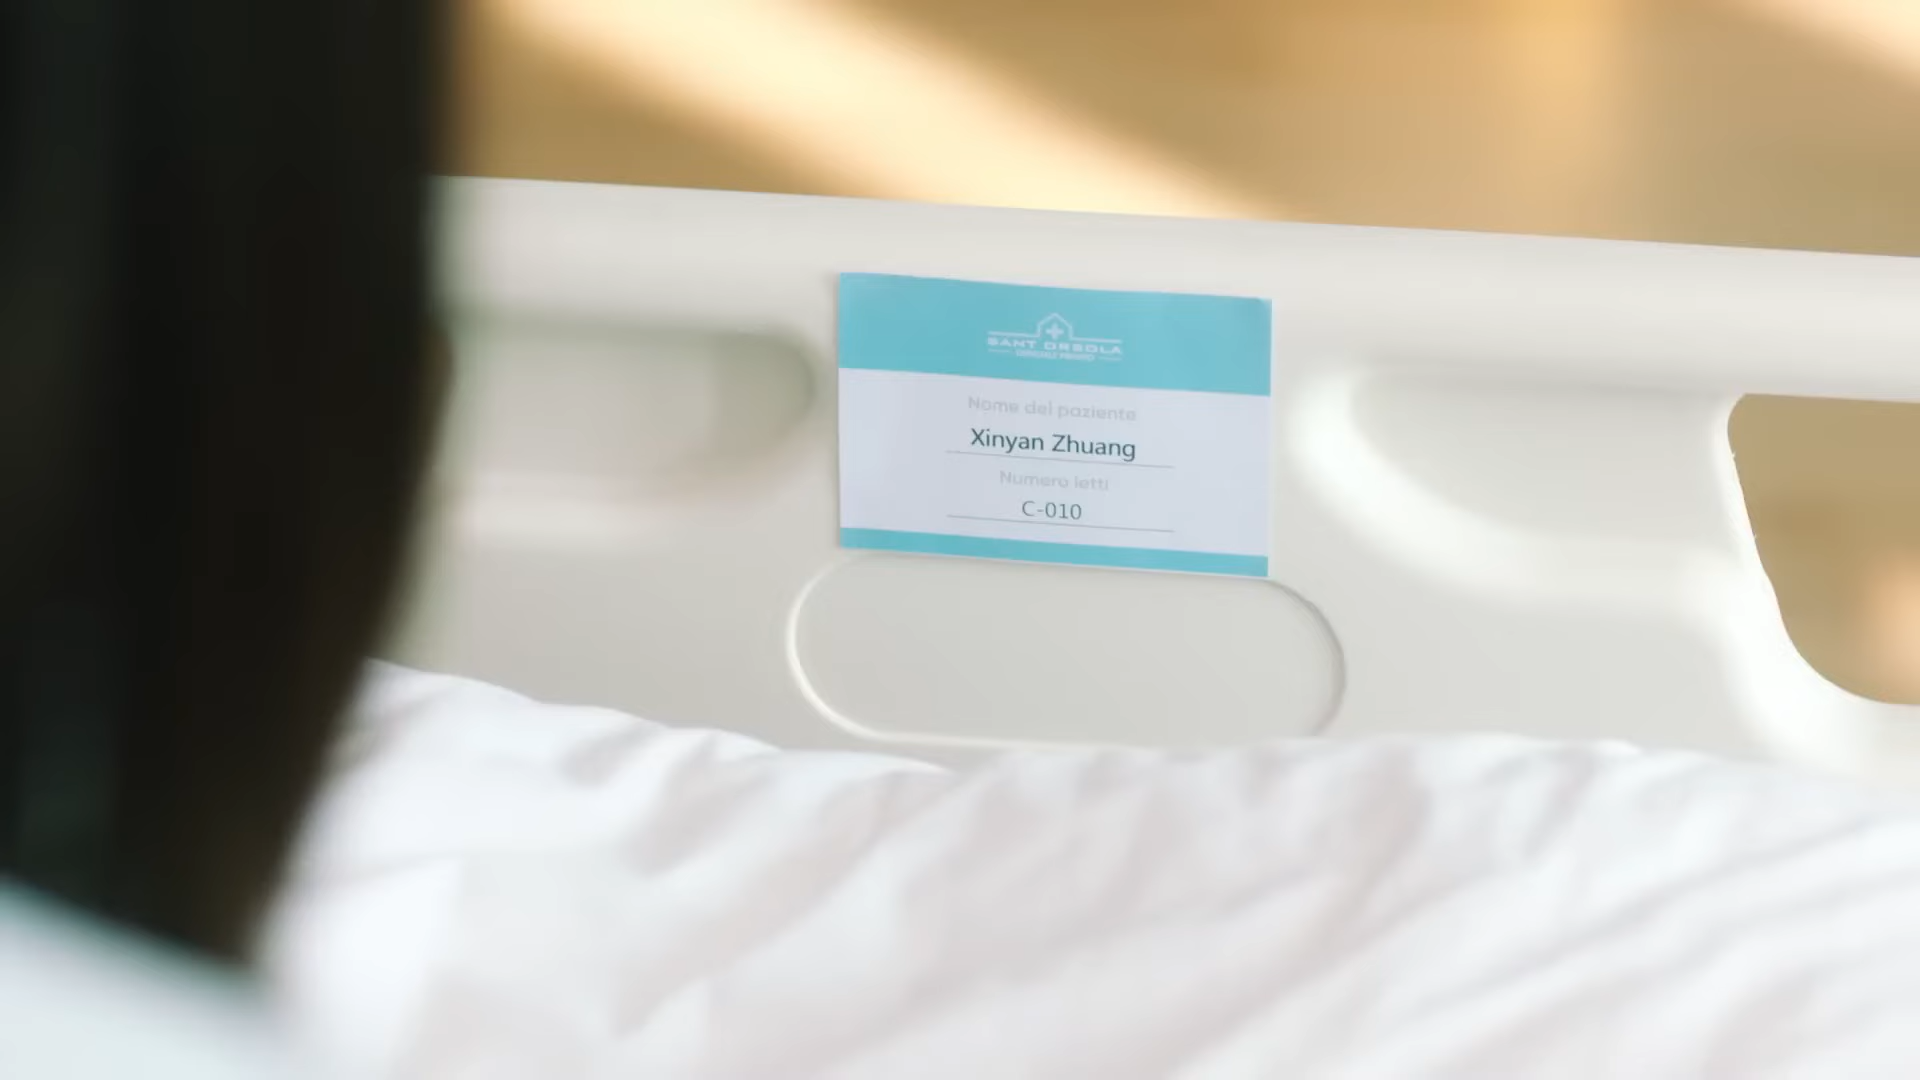 SANT ORSOLA
Nome del paziente
Xinyan Zhuang
Numero letti
C-010